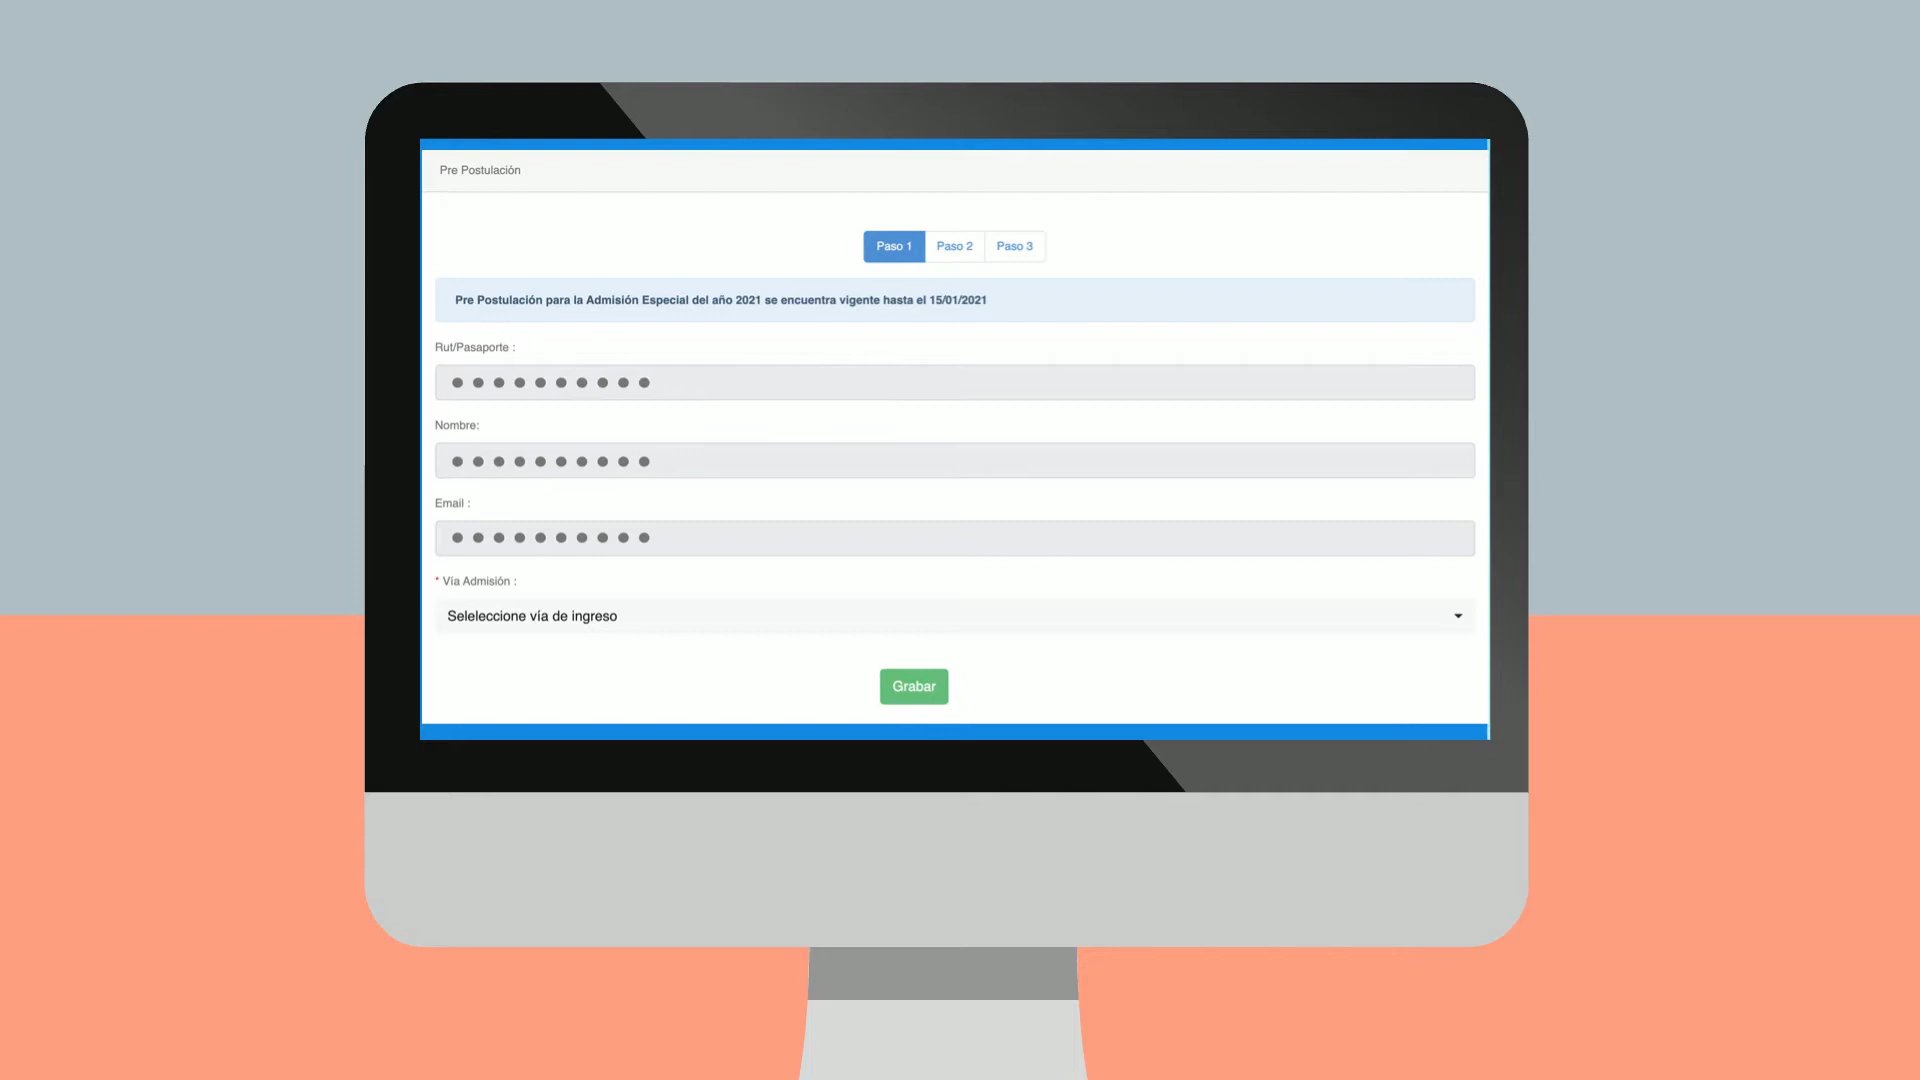 Pre Postulación
Paso 1 Paso 2 Paso 3
Pre Postulación para la Admisión Especial del año 2021 se encuentra vigente hasta el 15/01/2021
Rut/Pasaporte :
Nombre:
Email :
* Vía Admisión :
Seleleccione vía de ingreso
Grabar